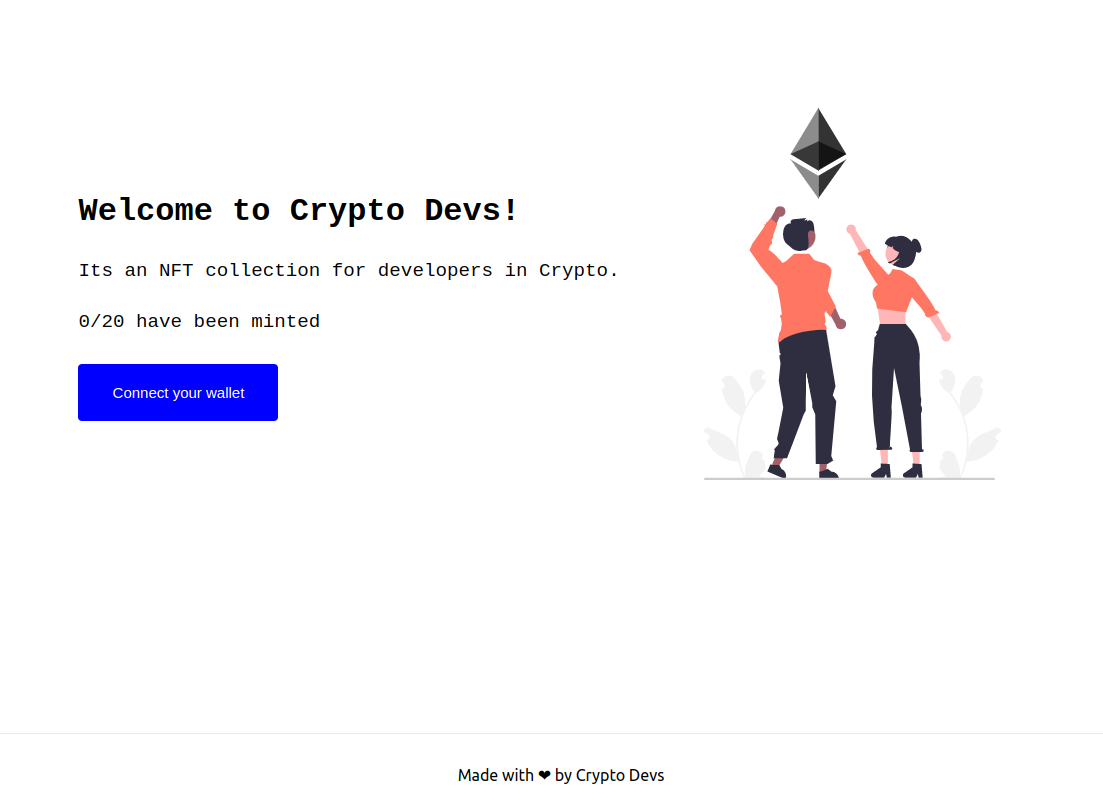 Welcome to Crypto Devs!
Its an NFT collection for developers in Crypto.
0/20 have been minted
Connect your wallet
Made with ❤ by Crypto Devs